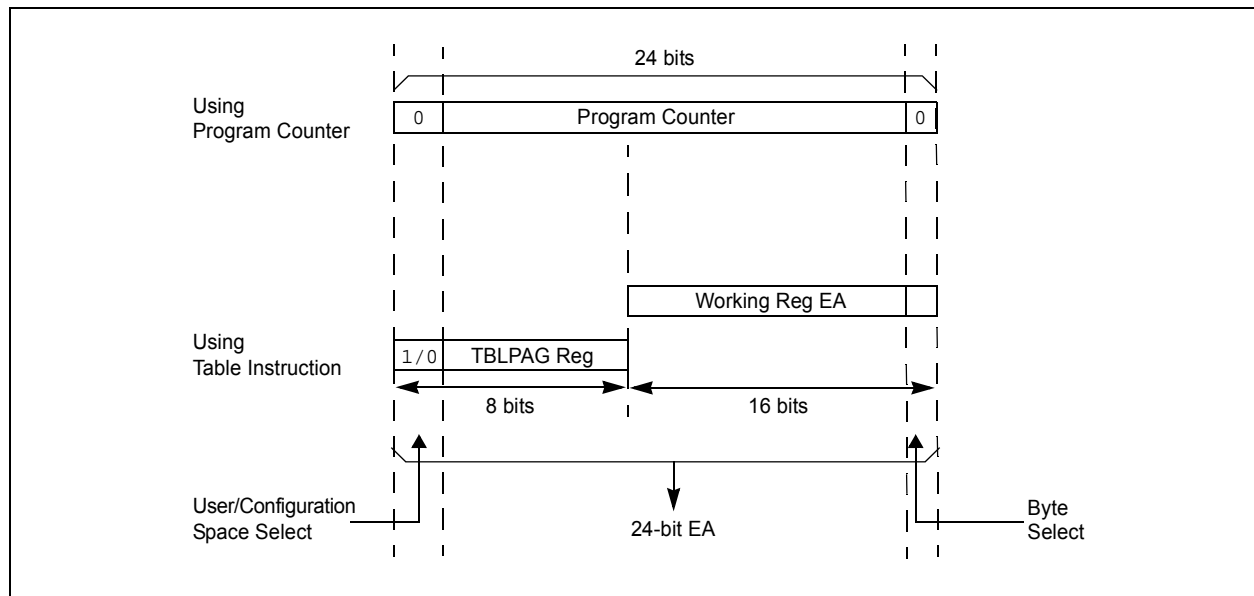 24 bits
Using
Program Counter
0
Program Counter
0
Working Reg EA
Using
Table Instruction
1/0
TBLPAG Reg
8 bits
16 bits
User/Configuration
Space Select
24-bit EA
Byte
Select